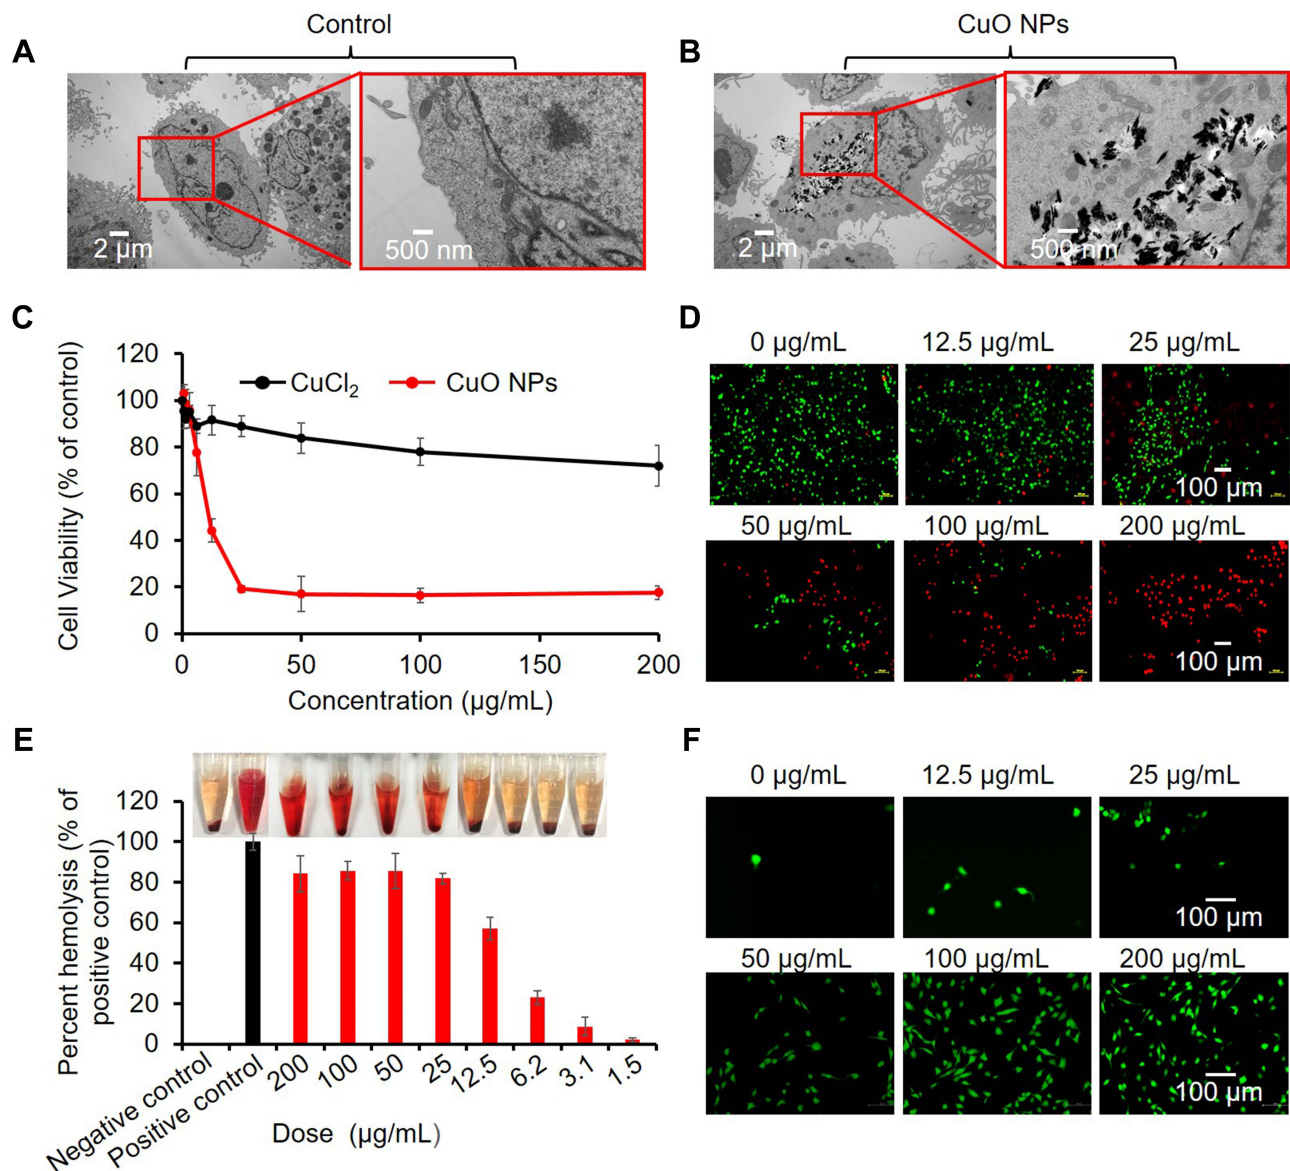 A
Control
2 µm
500 nm
B
CuO NPs
2 µm
500 nm
C
Cell Viability (% of control)
120
100
80
60
40
20
0
CuCl2
CuO NPs
0
50
100
150
200
Concentration (µg/mL)
D
0 µg/mL
12.5 µg/mL
25 µg/mL
100 µm
50 µg/mL
100 µg/mL
200 µg/mL
100 µm
E
Percent hemolysis (% of
positive control)
120
100
80
60
40
20
0
Negative control
Positive control
200
100
50
25
12.5
6.2
3.1
1.5
Dose (µg/mL)
F
0 µg/mL
12.5 µg/mL
25 µg/mL
100 µm
50 µg/mL
100 µg/mL
200 µg/mL
100 µm